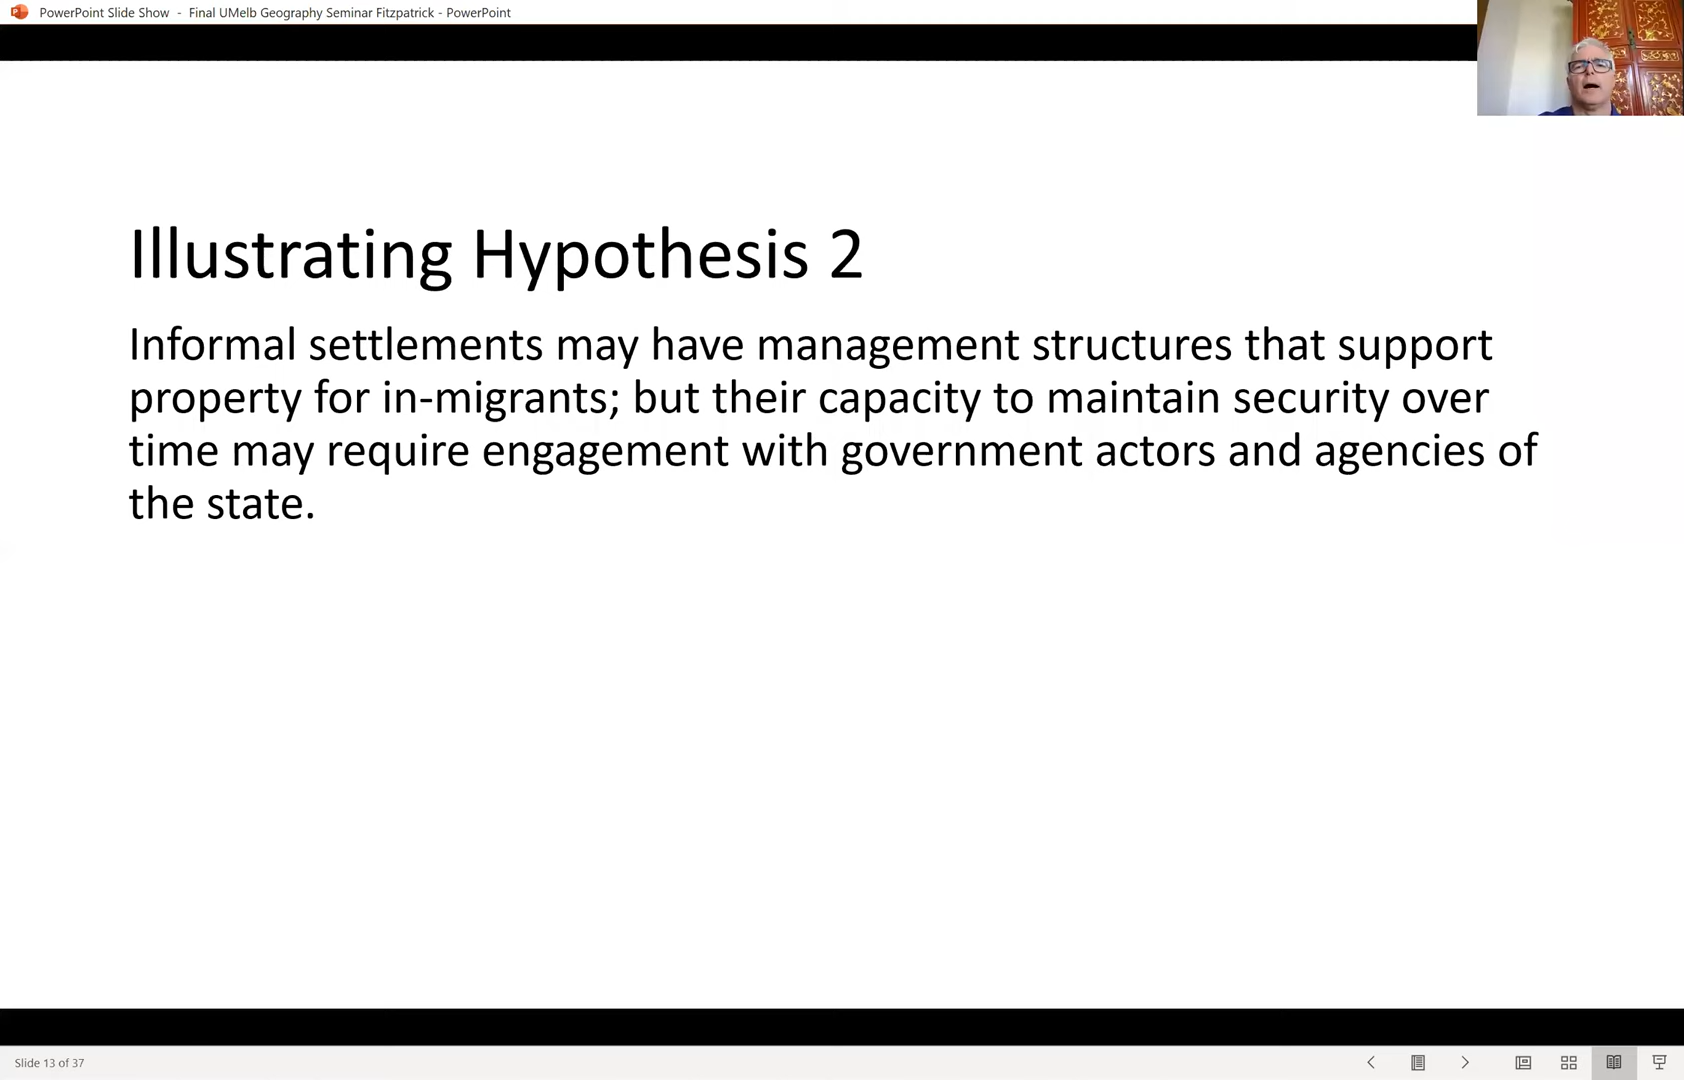 PowerPoint Slide Show - Final UMelb Geography Seminar Fitzpatrick - PowerPoint
Illustrating Hypothesis 2
Informal settlements may have management structures that support
property for in-migrants; but their capacity to maintain security over
time may require engagement with government actors and agencies of
the state.
Slide 13 of 37